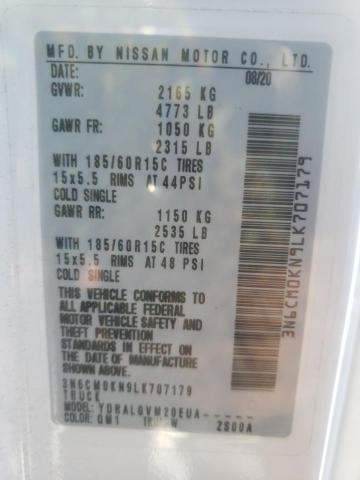 MFD. BY NISSAN MOTOR CO., LTD.
DATE: 08/20
GVWR: 2165 KG
4773 LB
GAWR FR: 1050 KG
2315 LB
WITH 185/60R15C TIRES
15x5.5 RIMS AT 44PSI
COLD SINGLE
GAWR RR: 1150 KG
2535 LB
WITH 185/60R15C TIRES
15x5.5 RIMS AT 48 PSI
COLD SINGLE
THIS VEHICLE CONFORMS TO
ALL APPLICABLE FEDERAL
MOTOR VEHICLE SAFETY AND
THEFT PREVENTION
STANDARDS IN EFFECT ON THE
DATE OF MANUFACTURE
SHOWN ABOVE.
3N6CM0KN9LK707179
TRUCK
MODEL: YDRALGVM20EUA-----
COLOR: QM1 W ZS00A
3N6CM0KN9LK707179